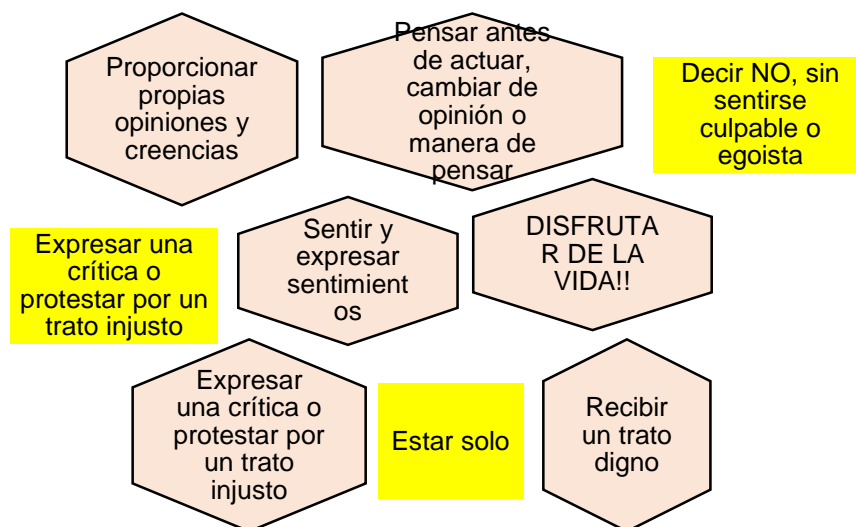 Proporcionar
propias
opiniones y
creencias
Pensar antes
de actuar,
cambiar de
opinión o
manera de
pensar
Decir NO, sin
sentirse
culpable o
egoista
Expresar una
crítica o
protestar por un
trato injusto
Sentir y
expresar
sentimient
os
DISFRUTA
R DE LA
VIDA!!
Expresar
una crítica o
protestar por
un trato
injusto
Estar solo
Recibir
un trato
digno